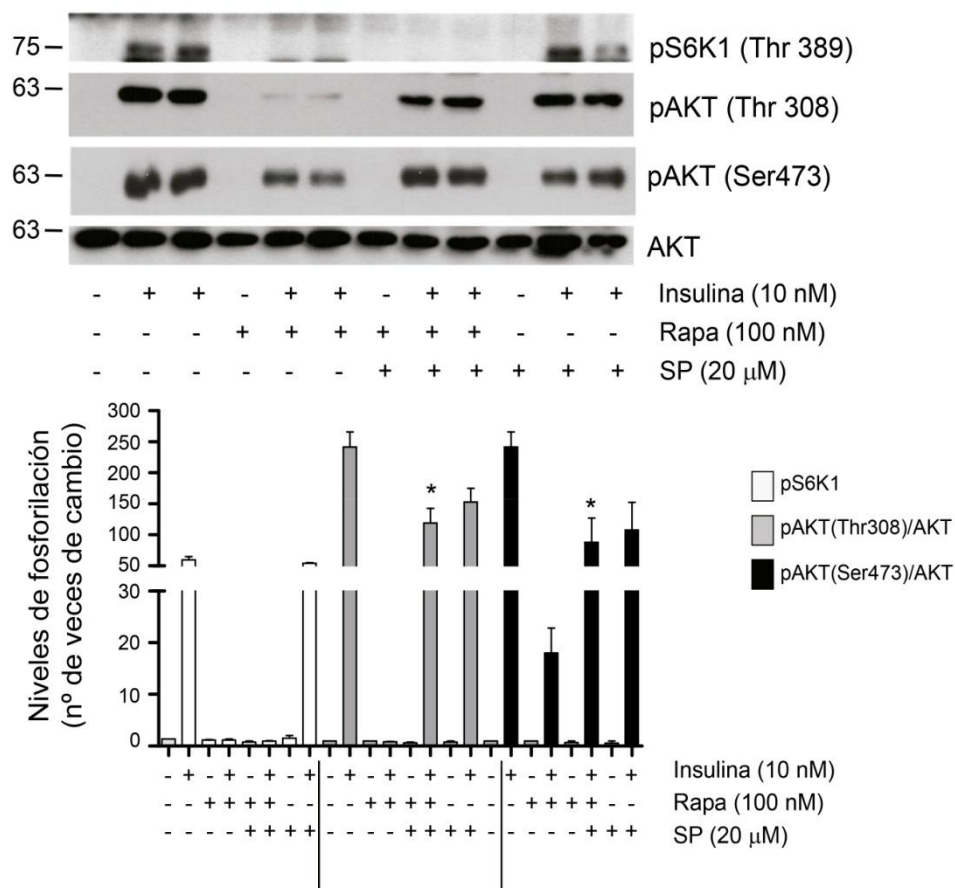 75
pS6K1 (Thr 389)
63
pAKT (Thr 308)
63
pAKT (Ser473)
63
AKT
- + + - + + - + + - + + Insulina (10 nM)
- - - + + + + + + - - - Rapa (100 nM)
- - - - - - + + + + + + SP (20 µM)
Niveles de fosforilación
(nº de veces de cambio)
300
250
200
150
100
50
30
20
10
0
*
*
pS6K1
pAKT(Thr308)/AKT
pAKT(Ser473)/AKT
- + - + - + - + - + - + - + - + - + - + - + - + Insulina (10 nM)
- - + + + + - - - - + + + + - - - - + + + + - - Rapa (100 nM)
- - - - + + + + - - - - + + + + - - - - - + + + SP (20 µM)